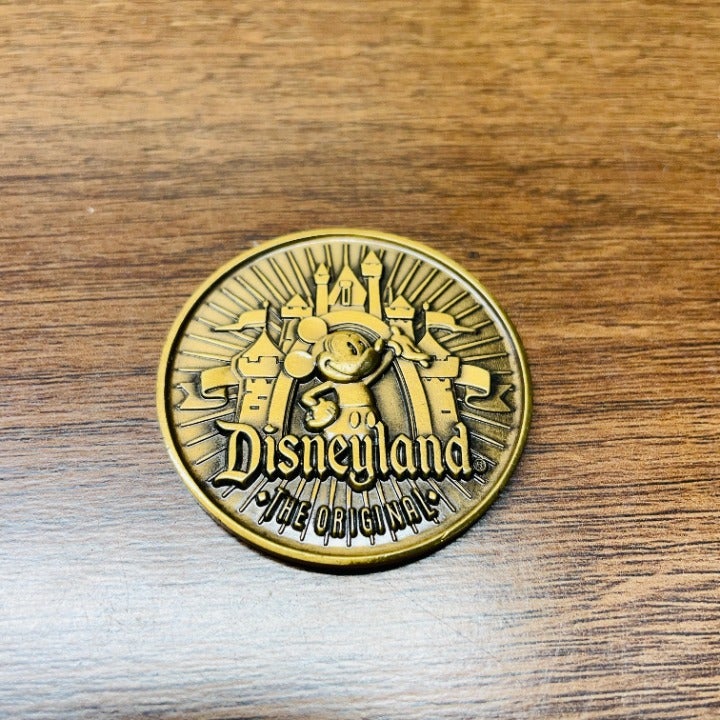 Disneyland®
• THE ORIGINAL •